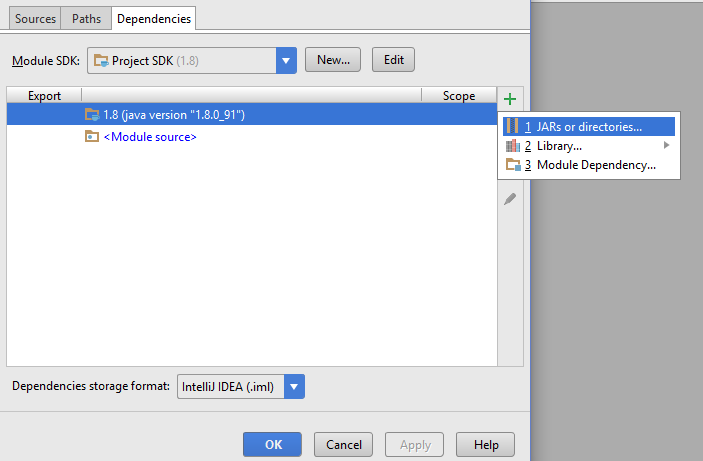 Sources Paths Dependencies
Module SDK: Project SDK (1.8) New... Edit
Export Scope
1.8 (java version "1.8.0_91")
<Module source>
1 JARs or directories...
2 Library...
3 Module Dependency...
Dependencies storage format: IntelliJ IDEA (.iml)
OK Cancel Apply Help